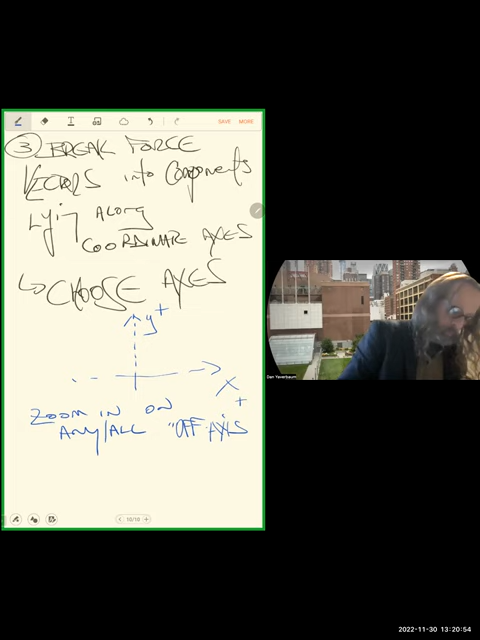 SAVE MORE
③ BREAK FORCE
VECTORS into Components
Lying Along
COORDINATE AXES
↳ CHOOSE AXES
y+
x
+
ZOOM IN ON
ANY/ALL "OFF-AXIS
10/10
Dan Yaverbaum
2022-11-30 13:20:54